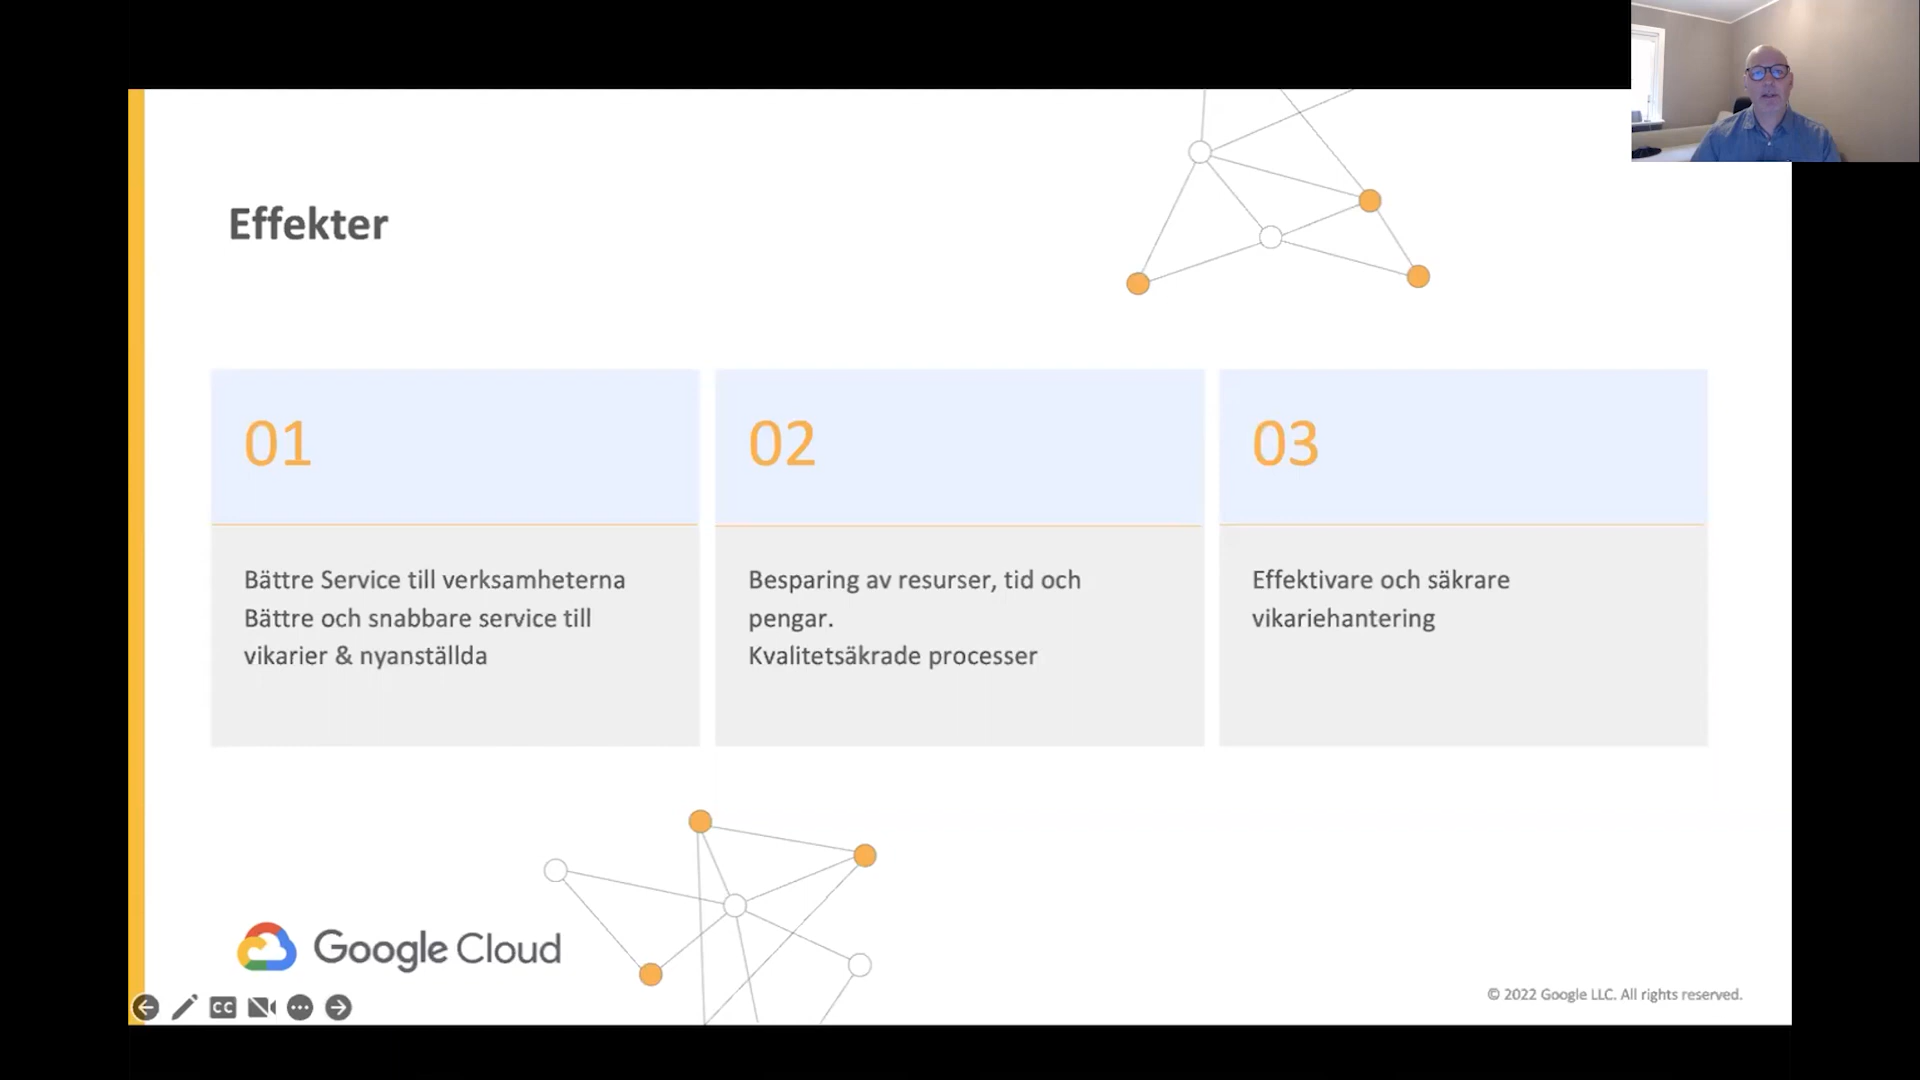 Effekter
01
Bättre Service till verksamheterna
Bättre och snabbare service till
vikarier & nyanställda
02
Besparing av resurser, tid och
pengar.
Kvalitetsäkrade processer
03
Effektivare och säkrare
vikariehantering
Google Cloud
CC
© 2022 Google LLC. All rights reserved.